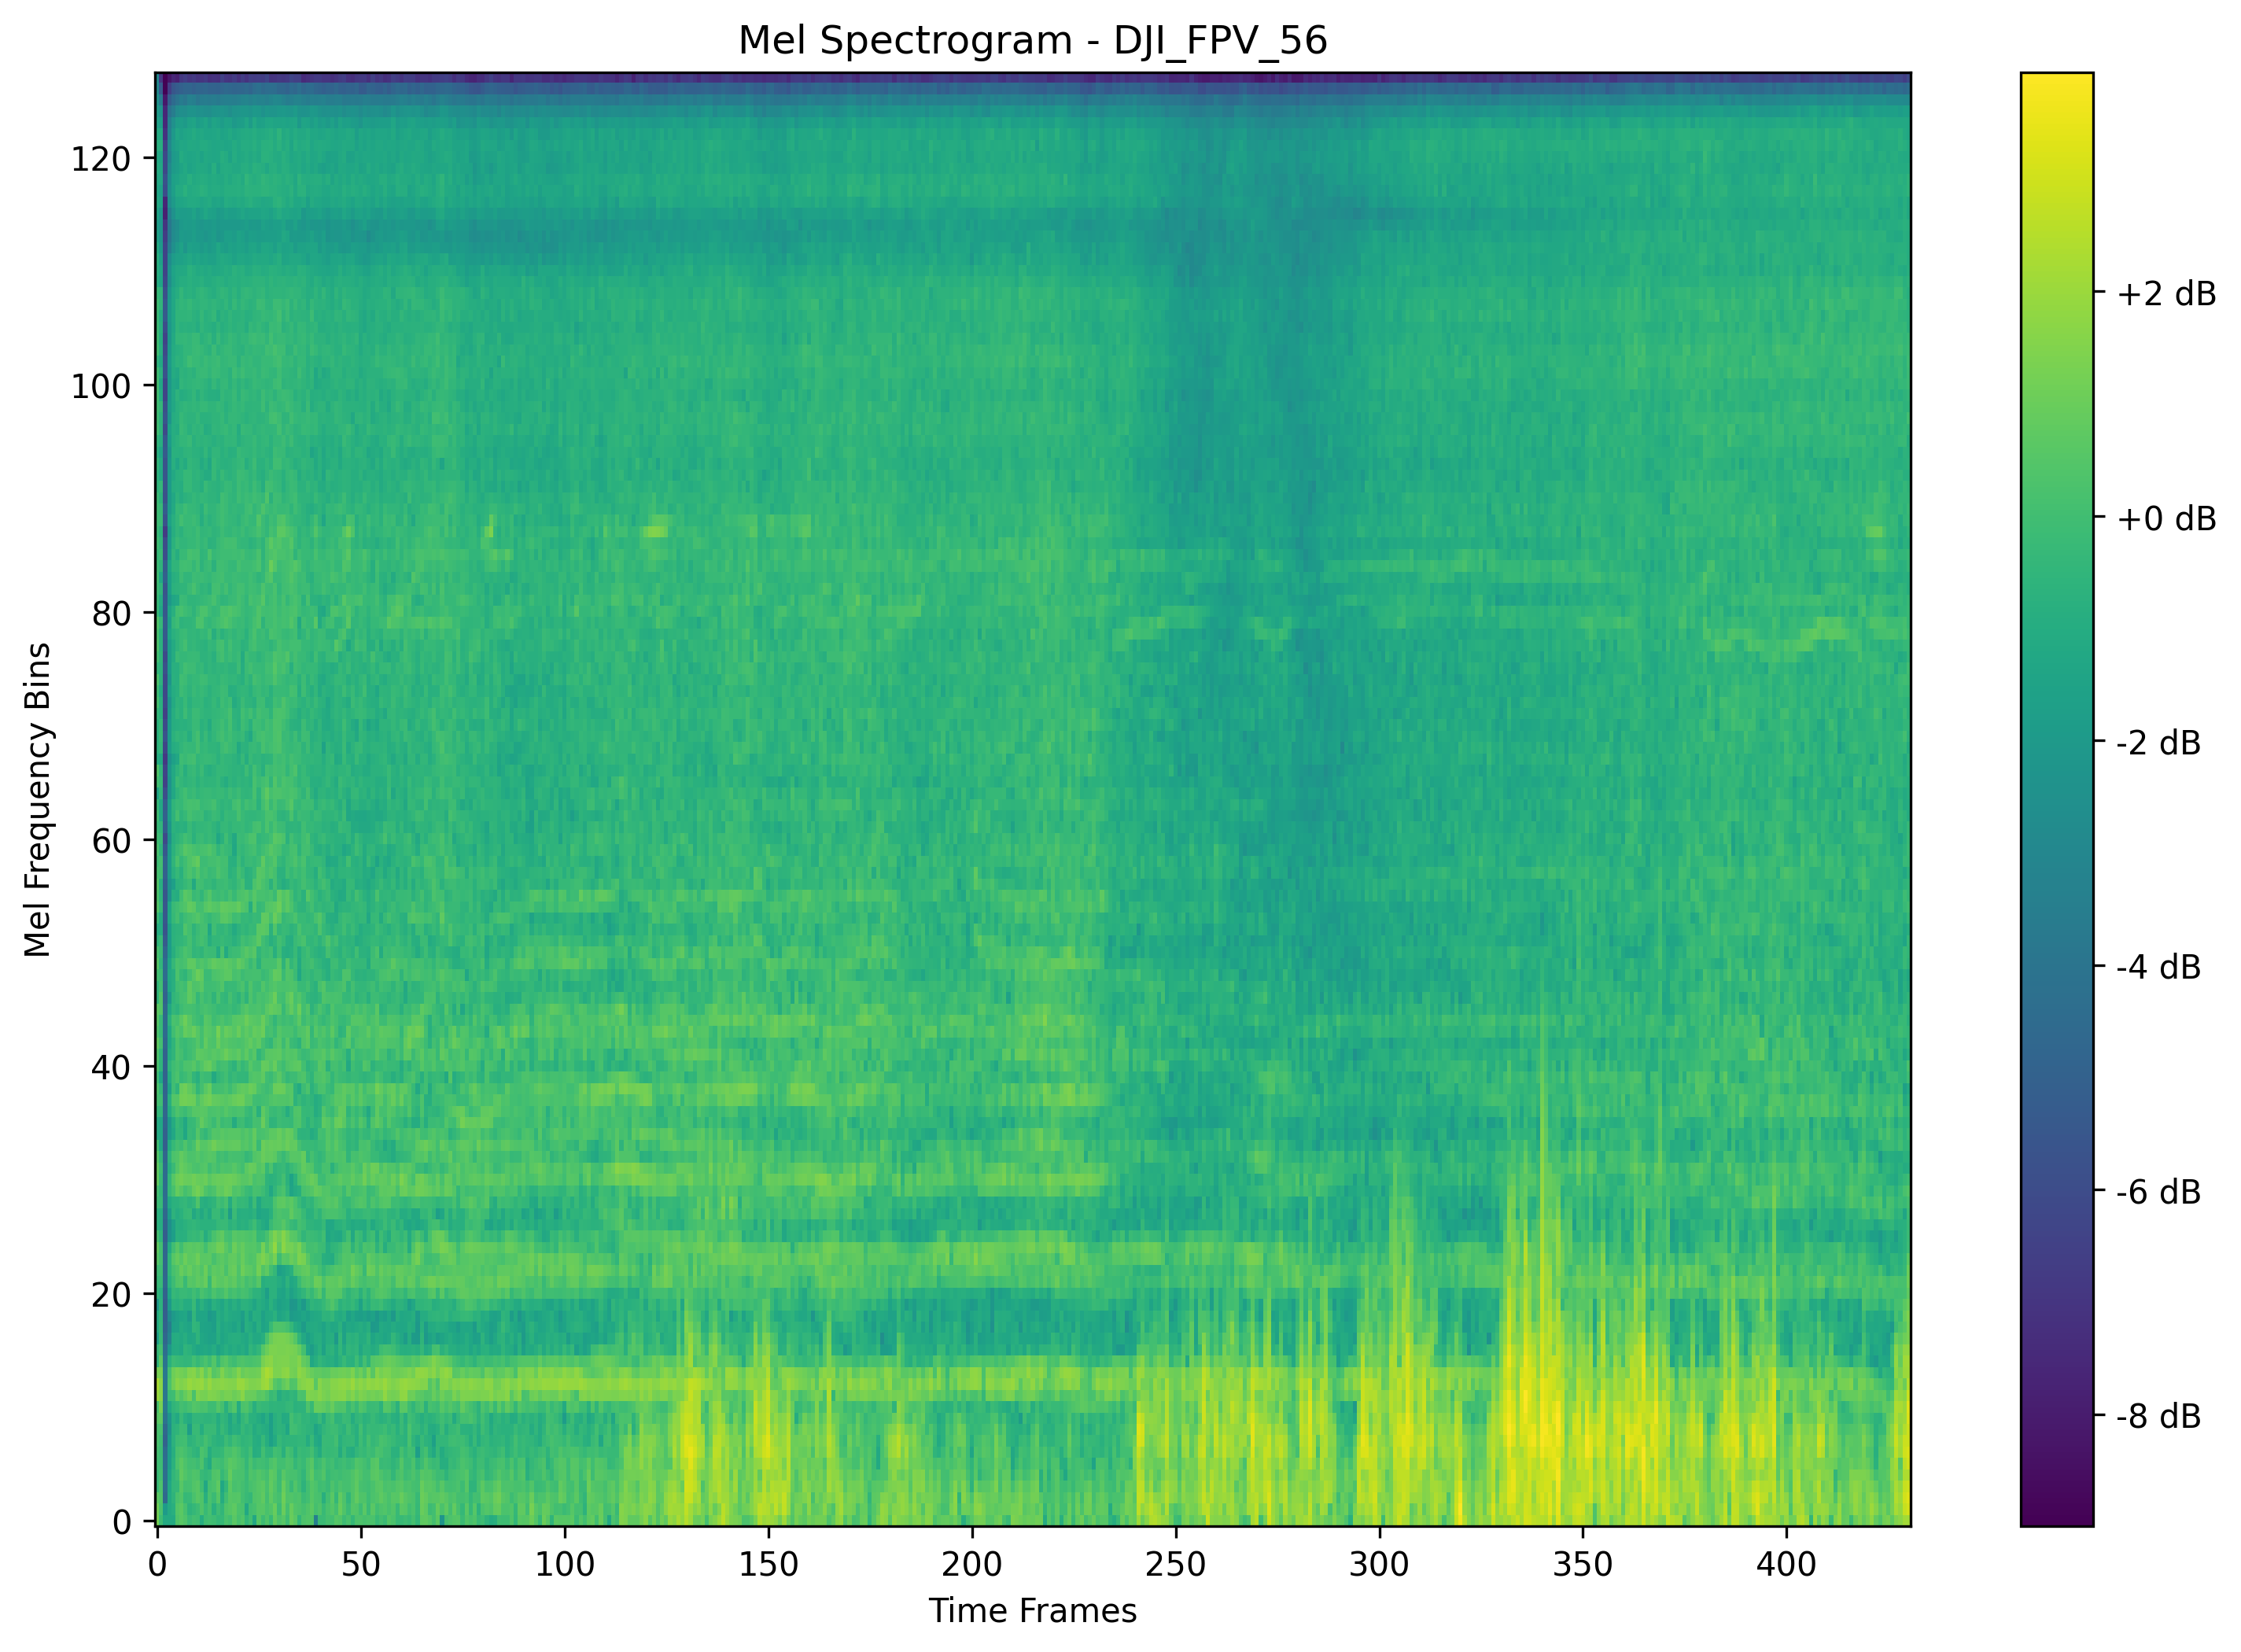 Mel Spectrogram - DJI_FPV_56
Mel Frequency Bins
120
100
80
60
40
20
0
0 50 100 150 200 250 300 350 400
Time Frames
+2 dB
+0 dB
-2 dB
-4 dB
-6 dB
-8 dB